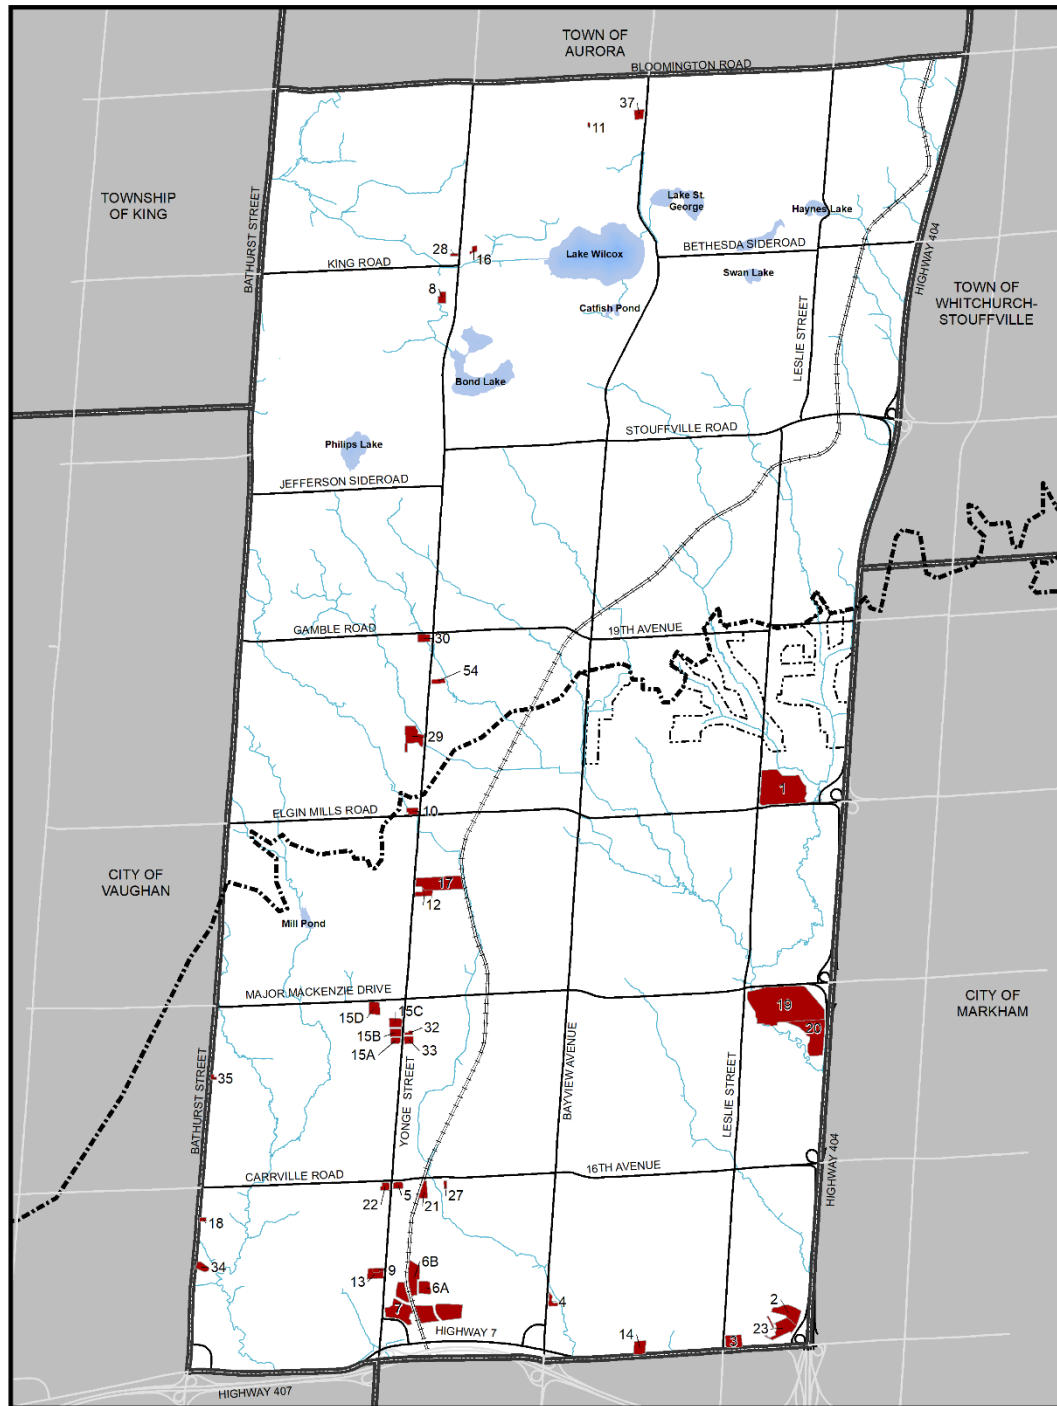 TOWN OF
AURORA
BLOOMINGTON ROAD
37
11
TOWNSHIP
OF KING
BATHURST STREET
Lake St.
George
Haynes Lake
HIGHWAY 404
28
16
KING ROAD
Lake Wilcox
BETHESDA SIDEROAD
Swan Lake
TOWN OF
WHITCHURCH-
STOUFFVILLE
8
Catfish Pond
LESLIE STREET
Bond Lake
STOUFFVILLE ROAD
Philips Lake
JEFFERSON SIDEROAD
GAMBLE ROAD
30
19TH AVENUE
54
29
1
ELGIN MILLS ROAD
10
CITY OF
VAUGHAN
17
12
Mill Pond
MAJOR MACKENZIE DRIVE
15D
15C
15B
32
15A
33
19
20
CITY OF
MARKHAM
35
BATHURST STREET
YONGE STREET
BAYVIEW AVENUE
LESLIE STREET
HIGHWAY 404
CARRVILLE ROAD
16TH AVENUE
22
5
21
27
18
34
13
9
6B
6A
7
4
2
23
HIGHWAY 7
14
3
HIGHWAY 407